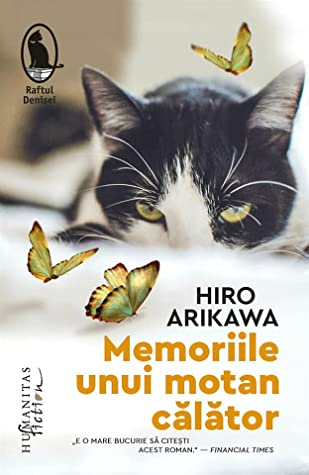 Raftul
Denisei
HIRO
ARIKAWA
Memoriile
unui motan
călător
„E O MARE BUCURIE SĂ CITEȘTI
ACEST ROMAN.“ — FINANCIAL TIMES
HUMANITAS
fiction